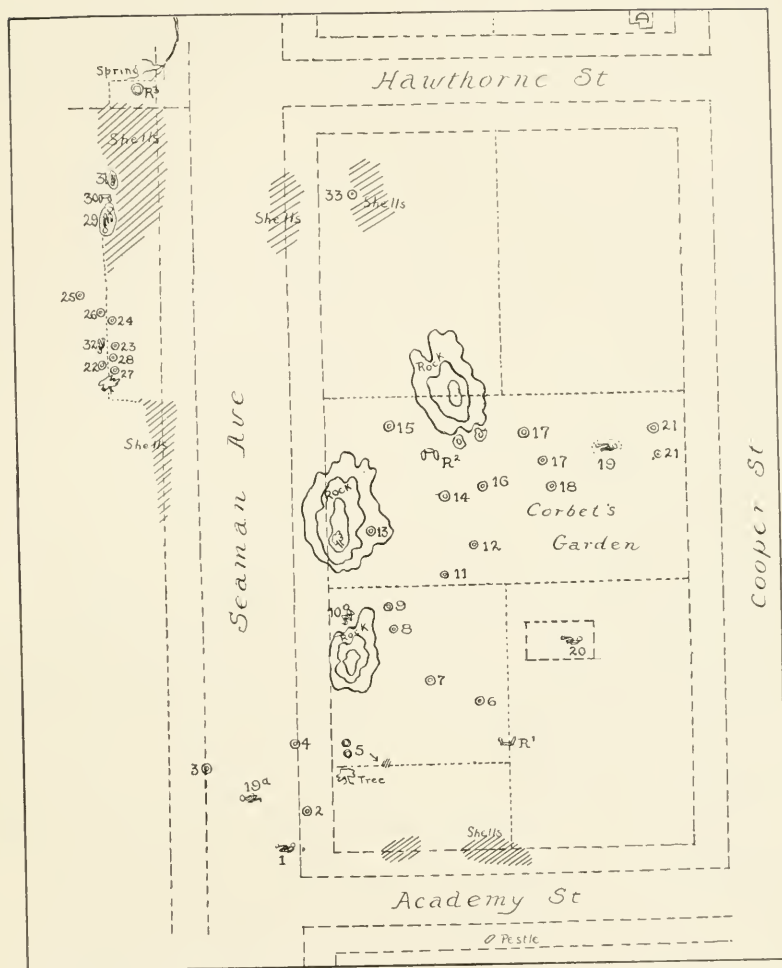 Hawthorne St
Spring
R³
Shells
31
30
29
33
Shells
Shells
25
26
24
32
23
28
22
27
Shells
Seaman Ave
Rock
15
17
21
R²
17
19
21
16
18
14
Rock
Corbet's
13
12
Garden
11
Cooper St
10
9
8
Rock
20
7
6
4
5
R¹
3
19ª
Tree
2
Shells
1
Academy St
Pestle